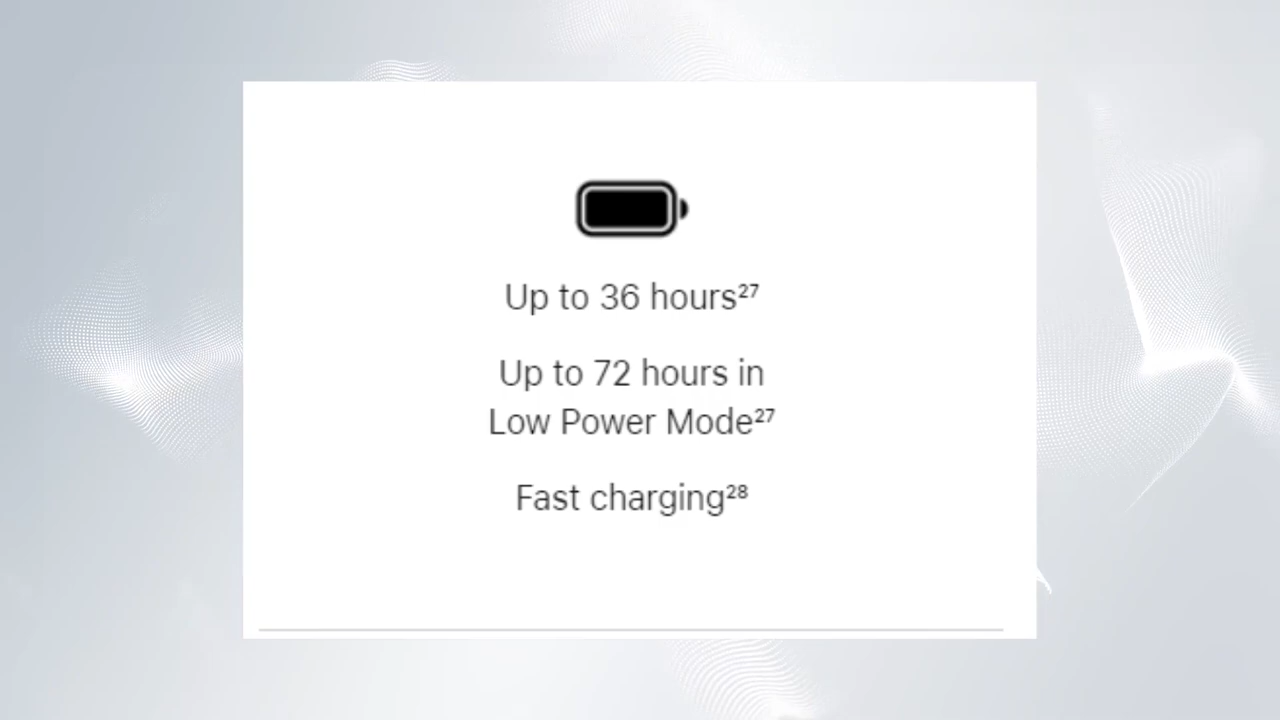 Up to 36 hours²⁷
Up to 72 hours in
Low Power Mode²⁷
Fast charging²⁸